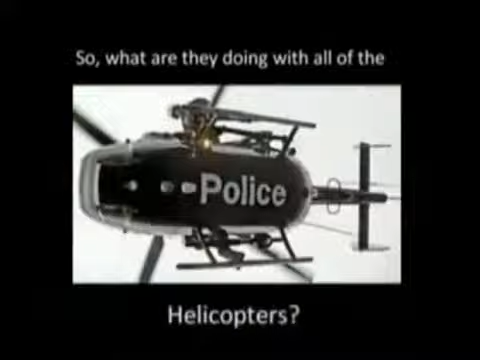 So, what are they doing with all of the
Police
Helicopters?